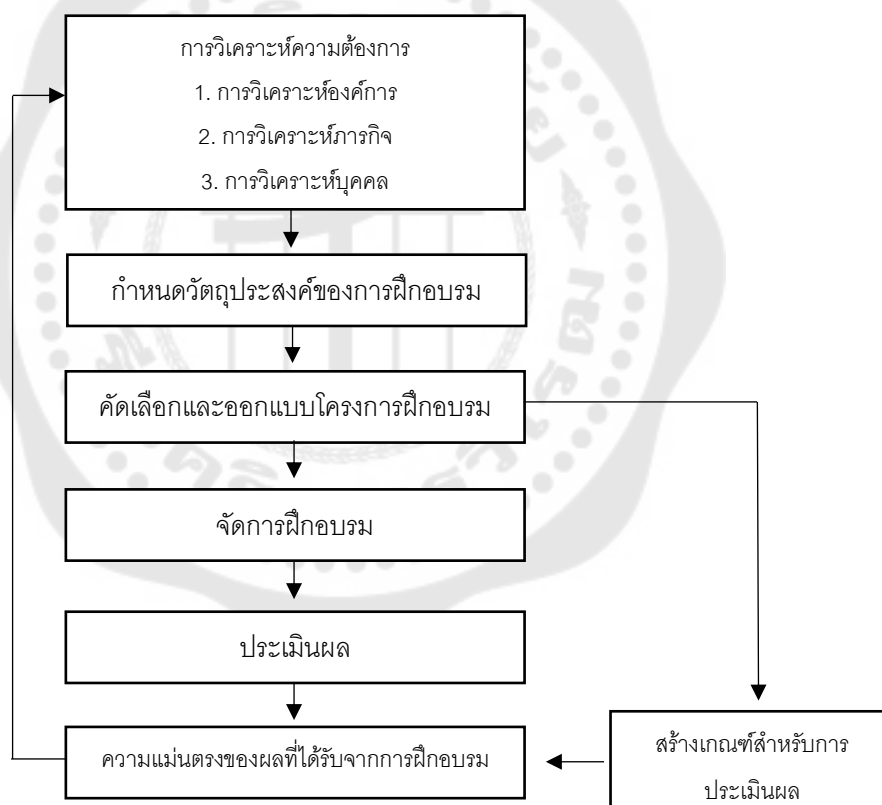 การวิเคราะห์ความต้องการ
1. การวิเคราะห์องค์การ
2. การวิเคราะห์ภารกิจ
3. การวิเคราะห์บุคคล
กำหนดวัตถุประสงค์ของการฝึกอบรม
คัดเลือกและออกแบบโครงการฝึกอบรม
จัดการฝึกอบรม
ประเมินผล
ความแม่นตรงของผลที่ได้รับจากการฝึกอบรม
สร้างเกณฑ์สำหรับการ
ประเมินผล